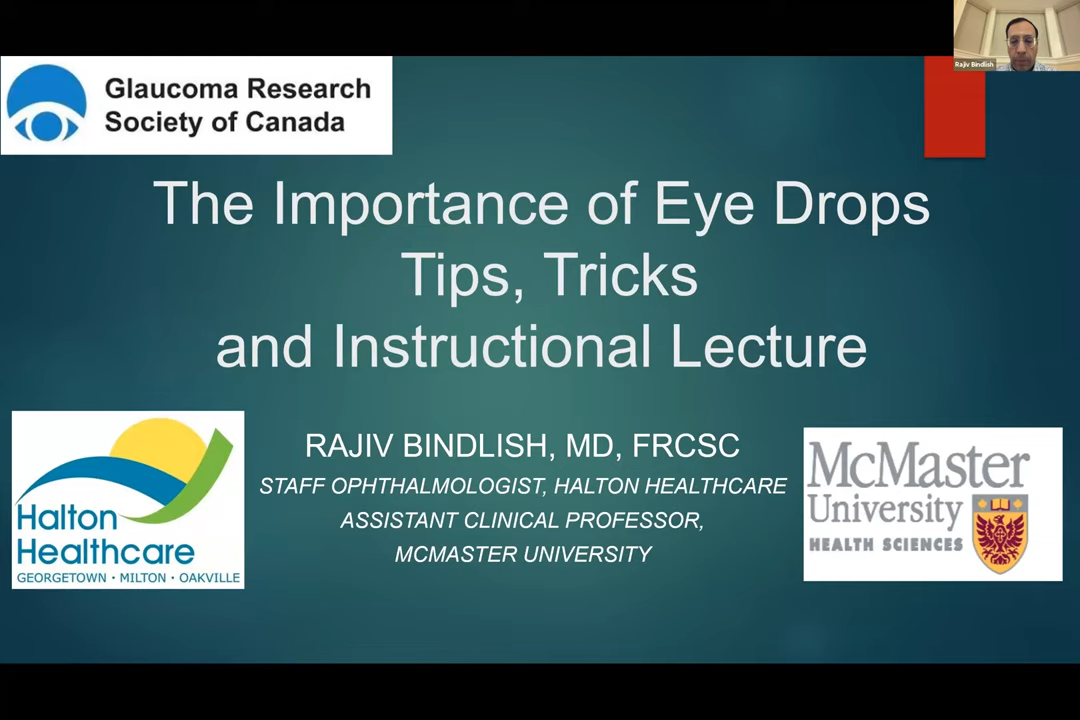 Rajiv Bindlish
Glaucoma Research
Society of Canada
The Importance of Eye Drops
Tips, Tricks
and Instructional Lecture
RAJIV BINDLISH, MD, FRCSC
STAFF OPHTHALMOLOGIST, HALTON HEALTHCARE
ASSISTANT CLINICAL PROFESSOR,
MCMASTER UNIVERSITY
Halton
Healthcare
GEORGETOWN • MILTON • OAKVILLE
McMaster
University
HEALTH SCIENCES